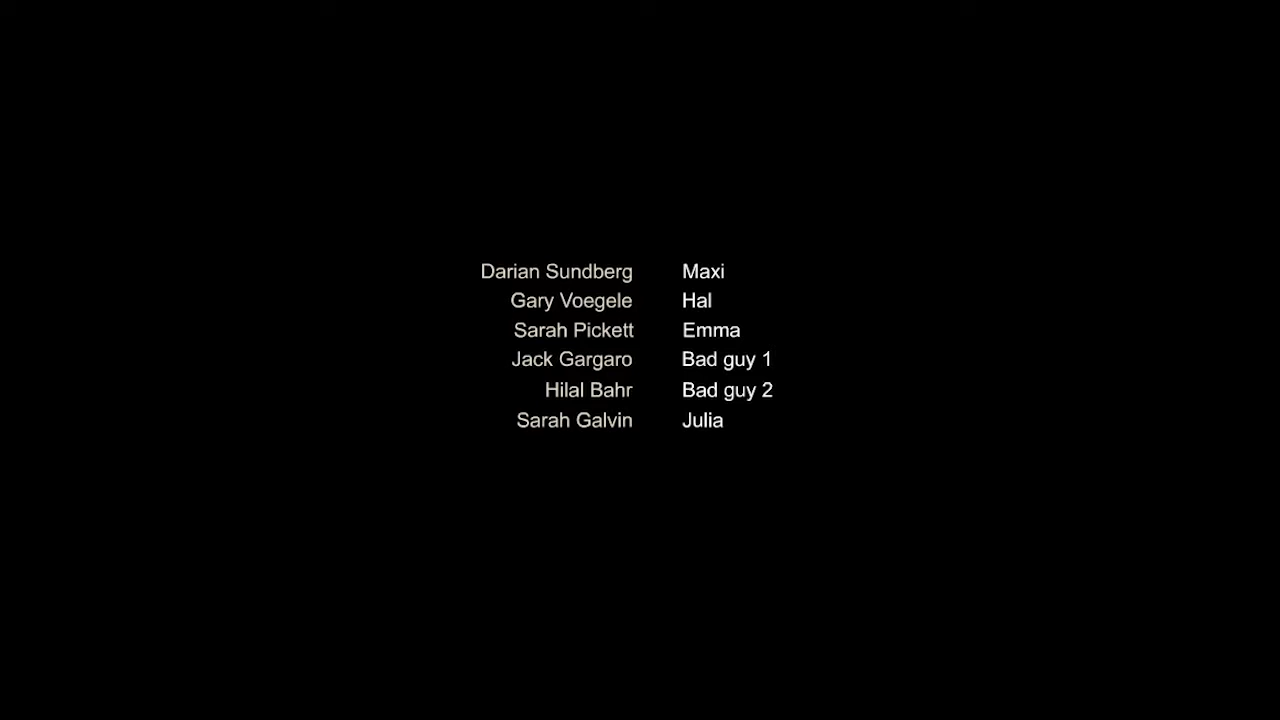 Darian Sundberg Maxi
Gary Voegele Hal
Sarah Pickett Emma
Jack Gargaro Bad guy 1
Hilal Bahr Bad guy 2
Sarah Galvin Julia